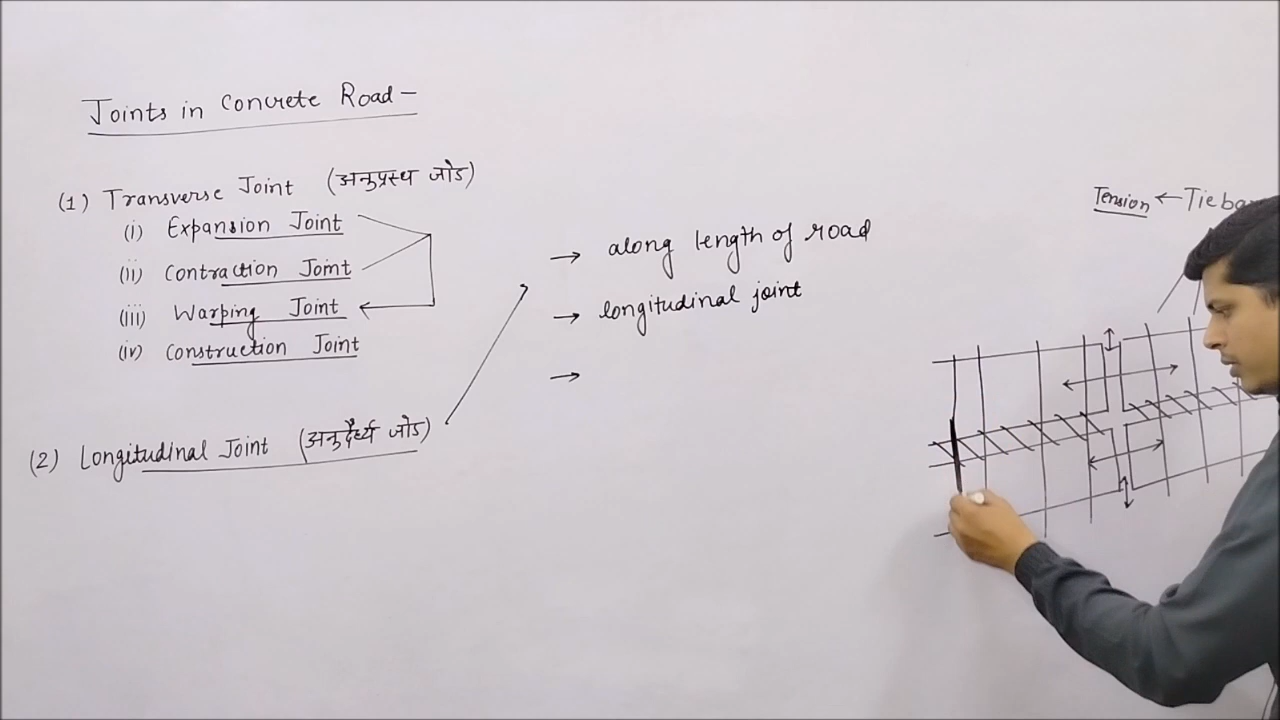 Joints in Concrete Road -
(1) Transverse Joint (अनुप्रस्थ जोड)
(i) Expansion Joint
(ii) Contraction Joint
(iii) Warping Joint
(iv) Construction Joint
(2) Longitudinal Joint (अनुदैर्ध्य जोड)
→ along length of road
→ longitudinal joint
→
Tension ← Tie bar